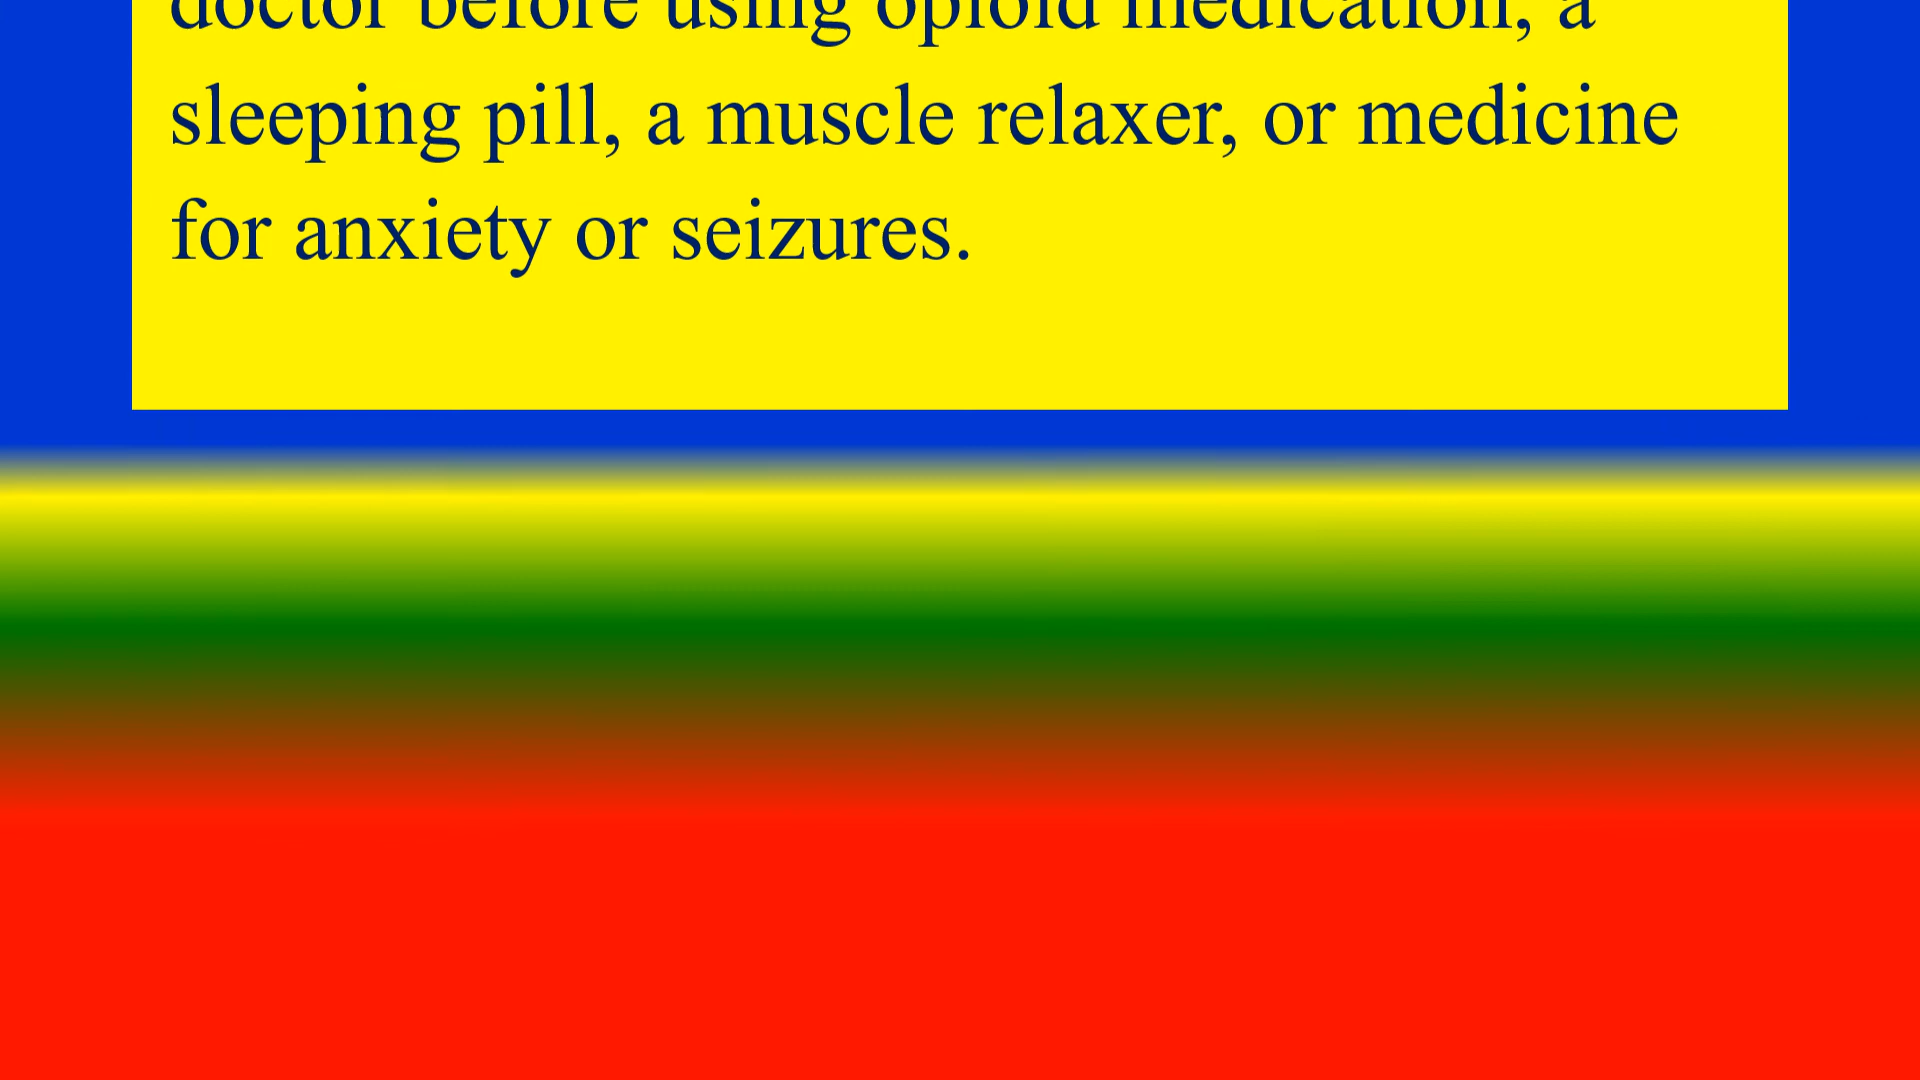 doctor before using opioid medication, a
sleeping pill, a muscle relaxer, or medicine
for anxiety or seizures.